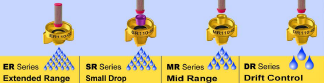 ER Series
Extended Range
SR Series
Small Drop
MR Series
Mid Range
DR Series
Drift Control